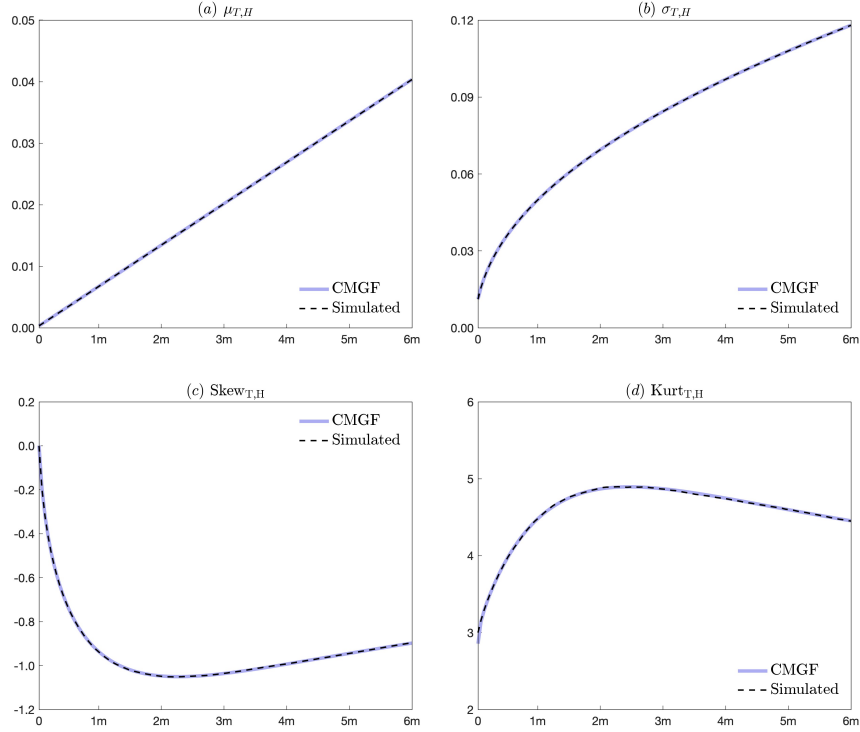 (a) μT,H
0.05
0.04
0.03
0.02
0.01
0.00
CMGF
Simulated
0 1m 2m 3m 4m 5m 6m
(b) σT,H
0.12
0.09
0.06
0.03
0.00
CMGF
Simulated
0 1m 2m 3m 4m 5m 6m
(c) SkewT,H
0.2
0.0
-0.2
-0.4
-0.6
-0.8
-1.0
-1.2
CMGF
Simulated
0 1m 2m 3m 4m 5m 6m
(d) KurtT,H
6
5
4
3
2
CMGF
Simulated
0 1m 2m 3m 4m 5m 6m